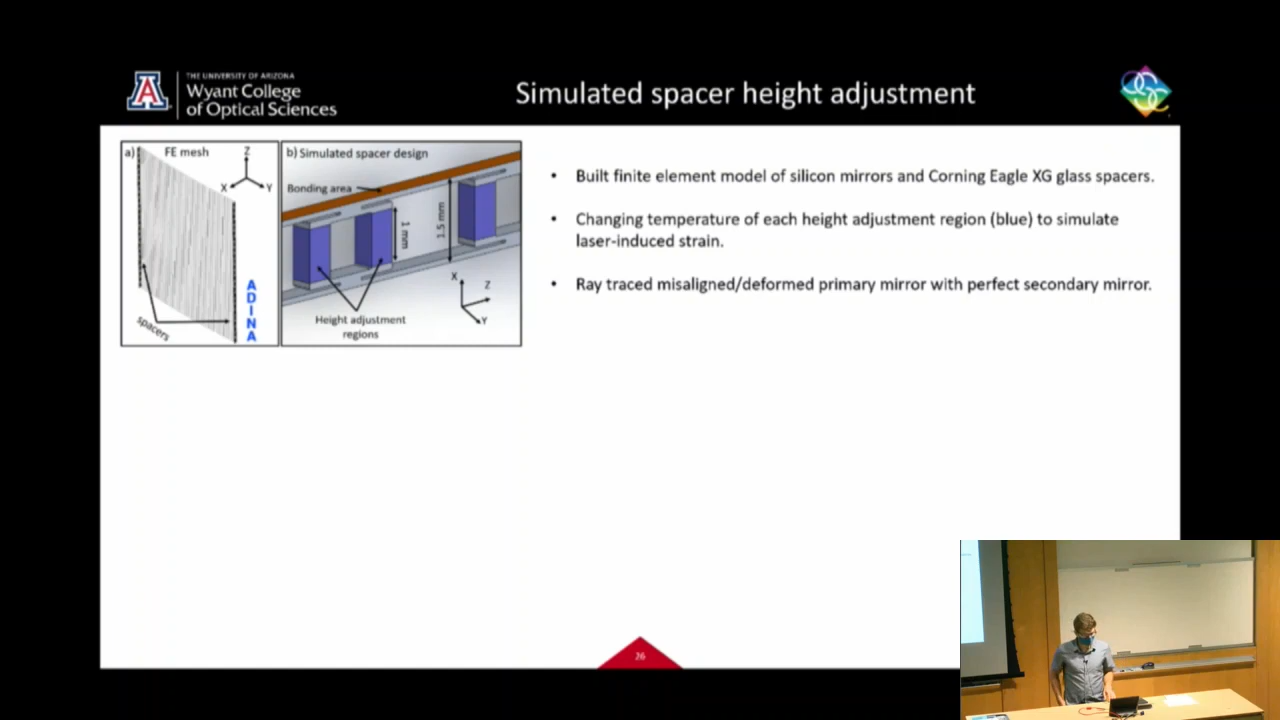 THE UNIVERSITY OF ARIZONA
Wyant College
of Optical Sciences
Simulated spacer height adjustment
a) FE mesh
Z
X
Y
spacers
ADINA
b) Simulated spacer design
Bonding area
1 mm
1.5 mm
X
Z
Y
Height adjustment
regions
• Built finite element model of silicon mirrors and Corning Eagle XG glass spacers.
• Changing temperature of each height adjustment region (blue) to simulate
laser-induced strain.
• Ray traced misaligned/deformed primary mirror with perfect secondary mirror.
26